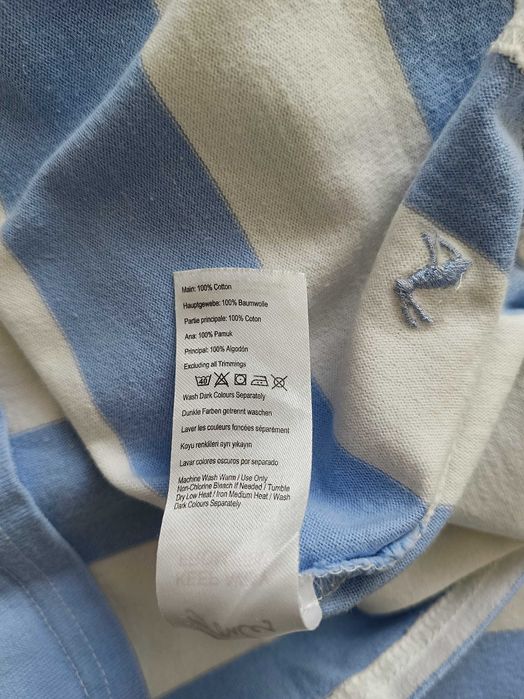 Main: 100% Cotton
Hauptgewebe: 100% Baumwolle
Partie principale: 100% Coton
Ana: 100% Pamuk
Principal: 100% Algodón
Excluding all Trimmings
40
Wash Dark Colours Separately
Dunkle Farben getrennt waschen
Laver les couleurs foncées séparément
Koyu renkilen ayn yıkayın
Lavar colores oscuros por separado
Machine Wash Warm / Use Only
Non-Chlorine Bleach If Needed / Tumble
Dry Low Heat / Iron Medium Heat / Wash
Dark Colours Separately
KEEP